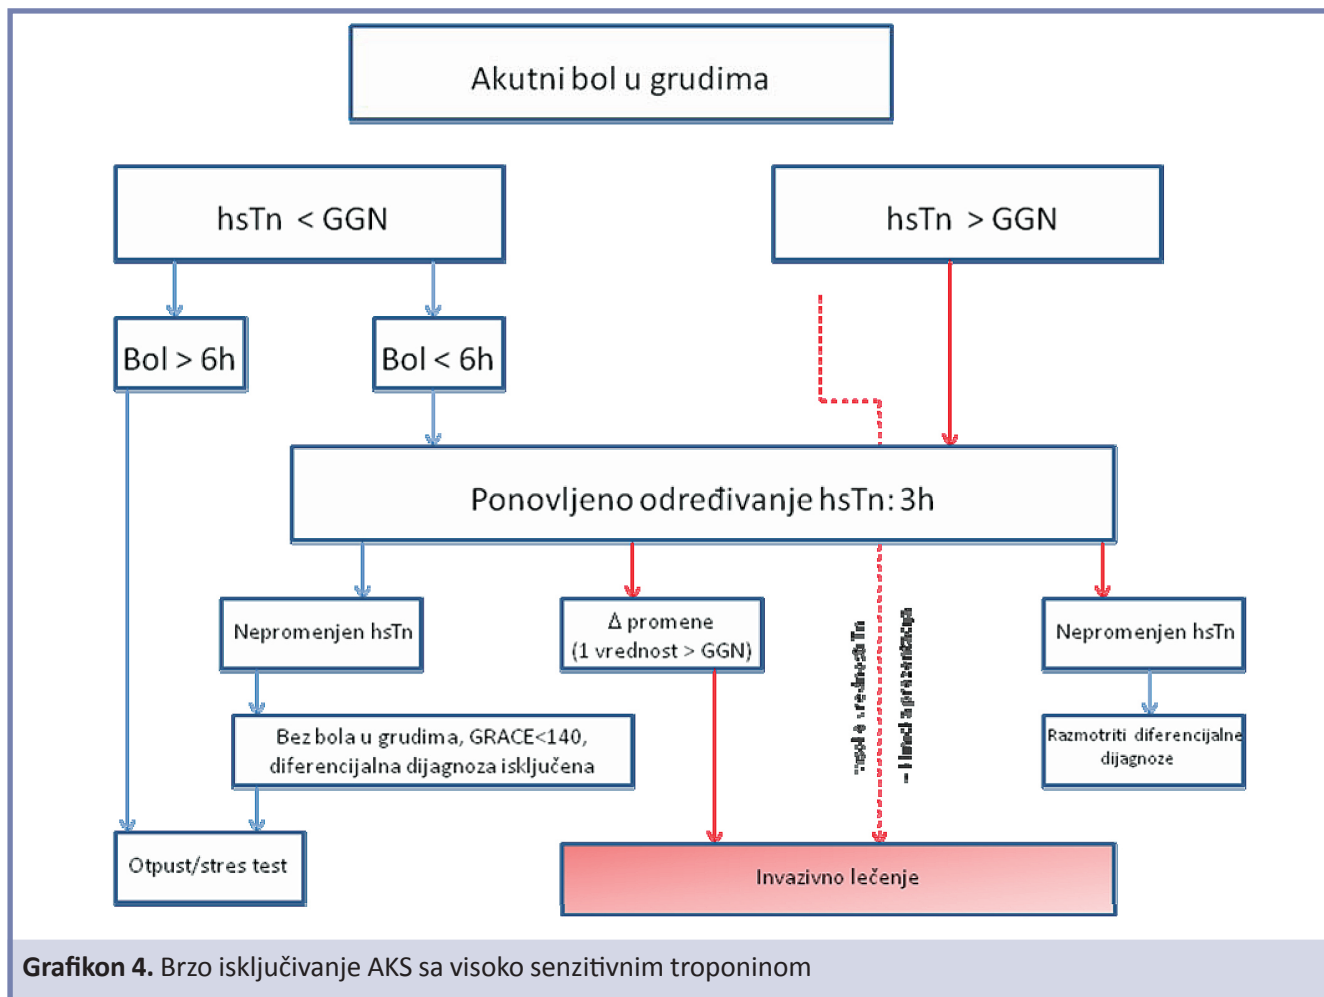 Akutni bol u grudima
hsTn < GGN
hsTn > GGN
Bol > 6h
Bol < 6h
Ponovljeno određivanje hsTn: 3h
Nepromenjen hsTn
Δ promene
(1 vrednost > GGN)
Nepromenjen hsTn
Bez bola u grudima, GRACE<140,
diferencijalna dijagnoza isključena
Razmotriti diferencijalne
dijagnoze
Otpust/stres test
Invazivno lečenje
Grafikon 4. Brzo isključivanje AKS sa visoko senzitivnim troponinom